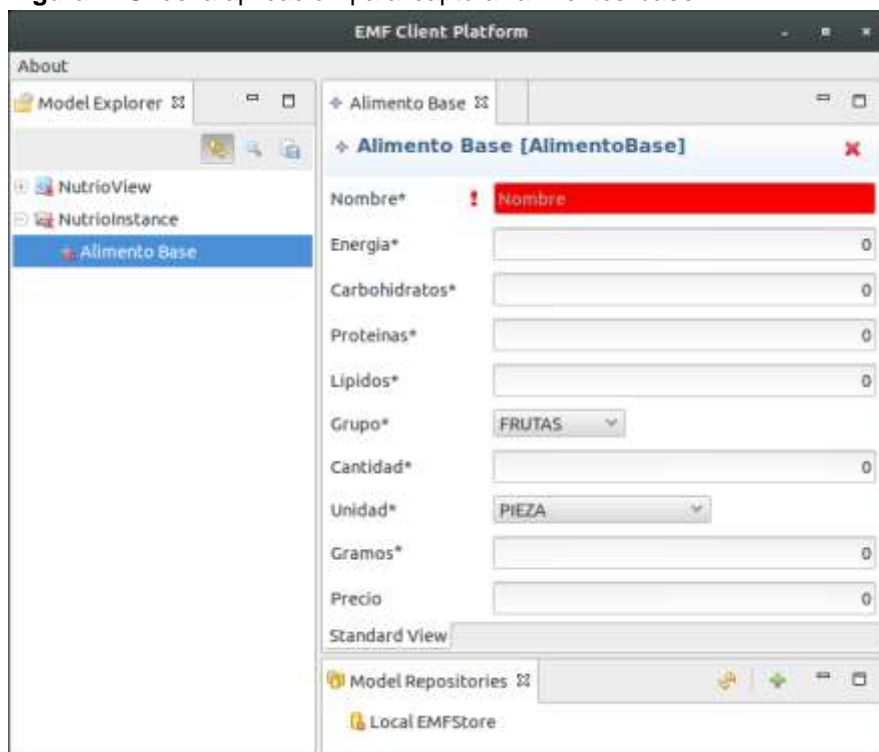 EMF Client Platform
About
Model Explorer
Alimento Base
Alimento Base [AlimentoBase]
NutrioView
NutrioInstance
Alimento Base
Nombre* ! Nombre
Energia* 0
Carbohidratos* 0
Proteinas* 0
Lipidos* 0
Grupo* FRUTAS
Cantidad* 0
Unidad* PIEZA
Gramos* 0
Precio 0
Standard View
Model Repositories
Local EMFStore